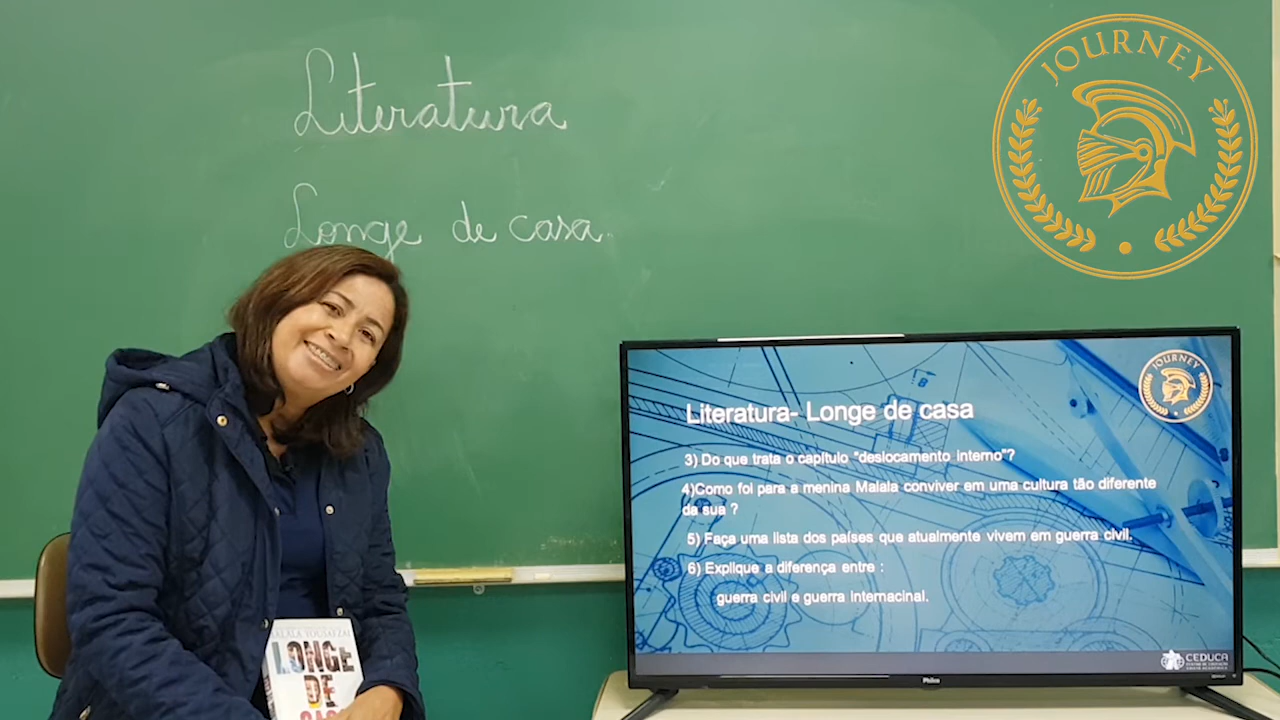 Literatura
Longe de casa.
JOURNEY
JOURNEY
Literatura- Longe de casa
3) Do que trata o capítulo “deslocamento interno”?
4)Como foi para a menina Malala conviver em uma cultura tão diferente
da sua ?
5) Faça uma lista dos países que atualmente vivem em guerra civil.
6) Explique a diferença entre :
guerra civil e guerra internacinal.
CEDUCA
Philco
MALALA YOUSAFZAI
LONGE
DE